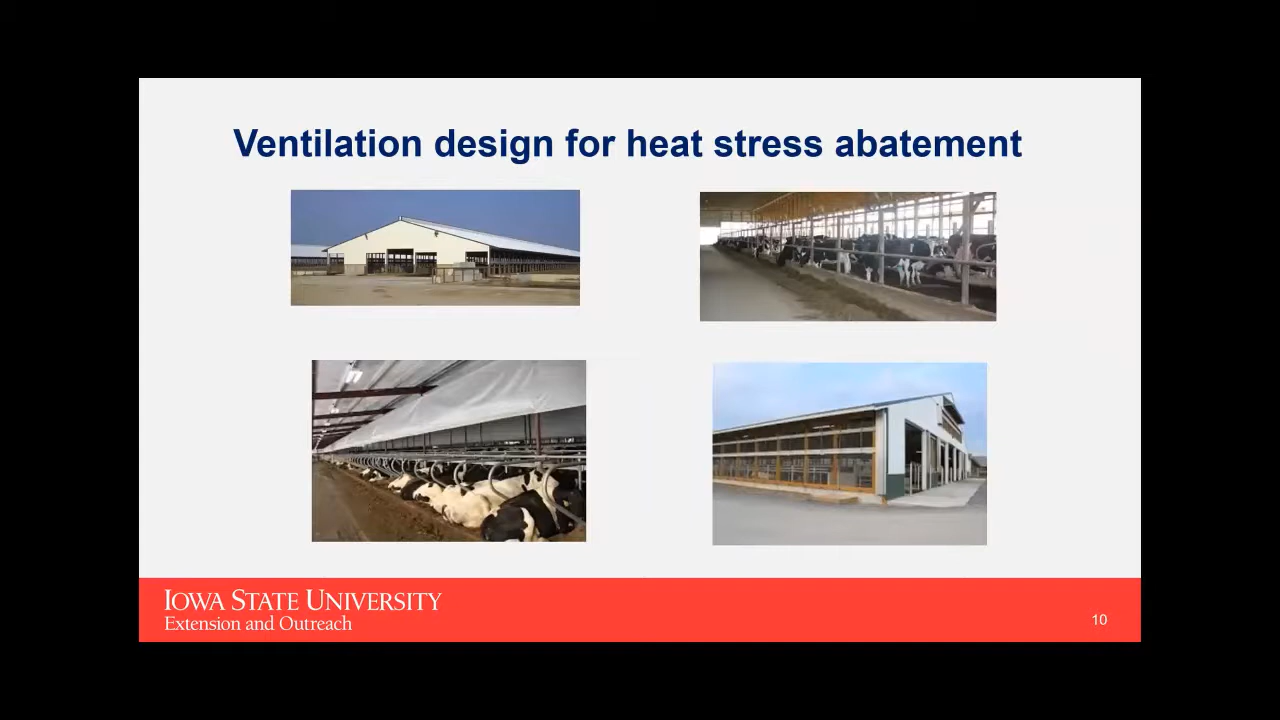 Ventilation design for heat stress abatement
IOWA STATE UNIVERSITY
Extension and Outreach
10